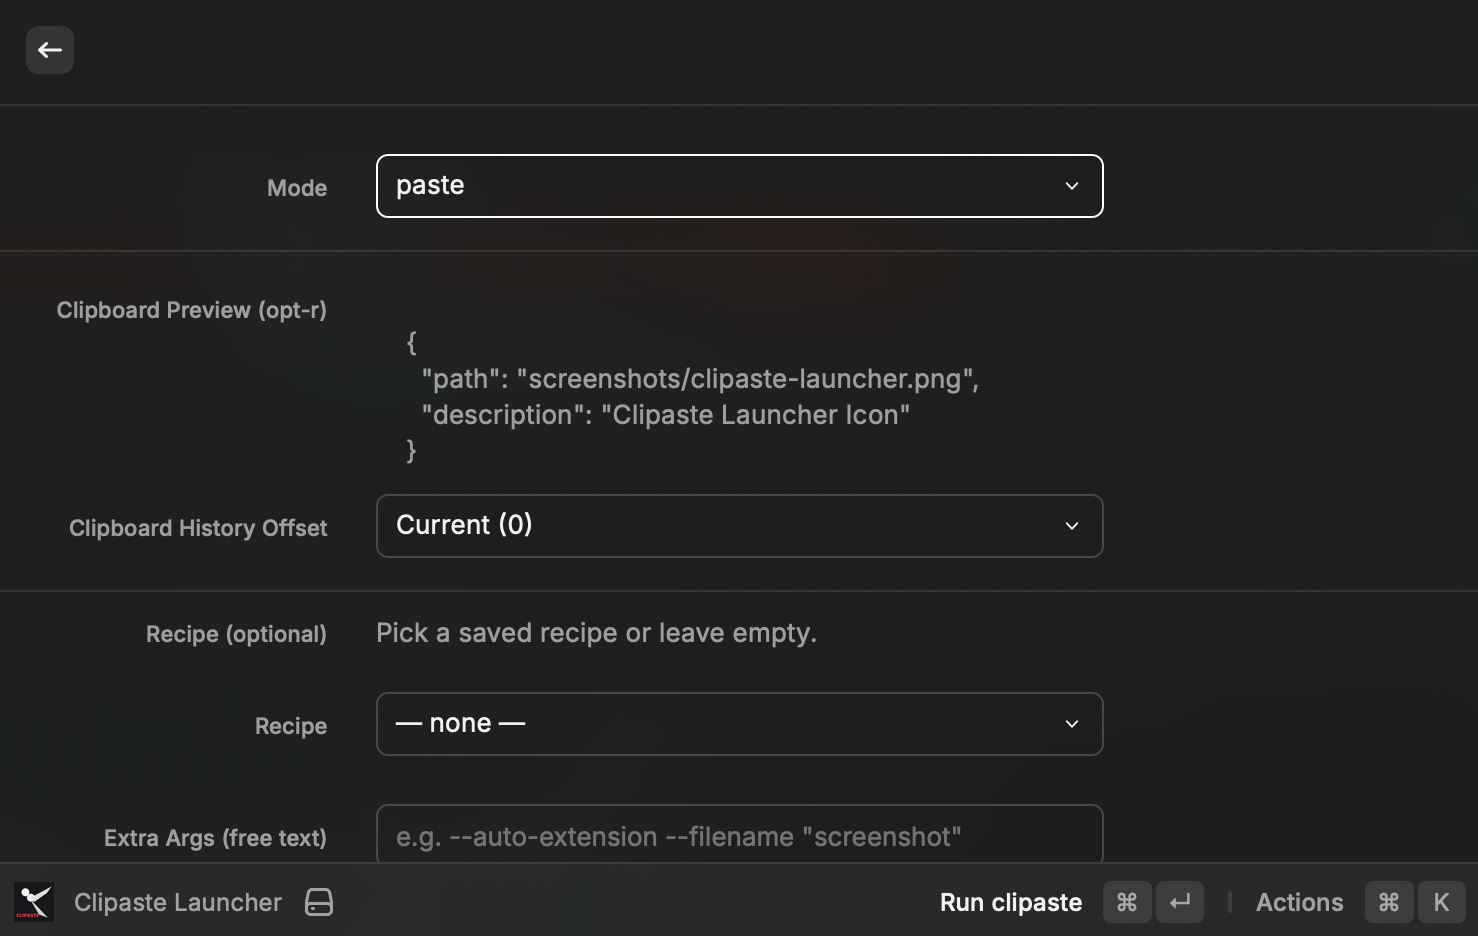 Mode
paste
Clipboard Preview (opt-r)
{
"path": "screenshots/clipaste-launcher.png",
"description": "Clipaste Launcher Icon"
}
Clipboard History Offset
Current (0)
Recipe (optional)
Pick a saved recipe or leave empty.
Recipe
— none —
Extra Args (free text)
e.g. --auto-extension --filename "screenshot"
CLIPASTE
Clipaste Launcher
Run clipaste ⌘ ↵
Actions ⌘ K